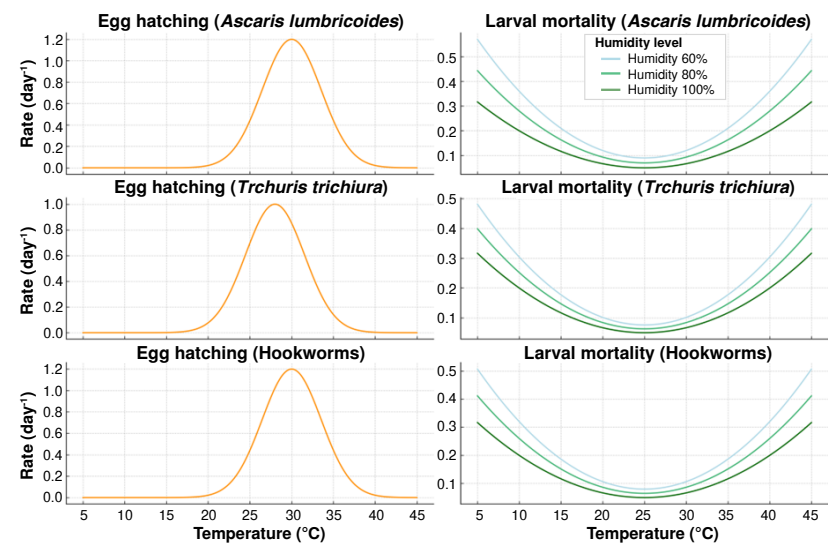 Egg hatching (Ascaris lumbricoides)
Rate (day⁻¹)
1.2
1.0
0.8
0.6
0.4
0.2
0.0
Larval mortality (Ascaris lumbricoides)
Humidity level
Humidity 60%
Humidity 80%
Humidity 100%
0.5
0.4
0.3
0.2
0.1
Egg hatching (Trchuris trichiura)
Rate (day⁻¹)
1.0
0.8
0.6
0.4
0.2
0.0
Larval mortality (Trchuris trichiura)
0.5
0.4
0.3
0.2
0.1
Egg hatching (Hookworms)
Rate (day⁻¹)
1.2
1.0
0.8
0.6
0.4
0.2
0.0
5 10 15 20 25 30 35 40 45
Temperature (°C)
Larval mortality (Hookworms)
0.5
0.4
0.3
0.2
0.1
5 10 15 20 25 30 35 40 45
Temperature (°C)